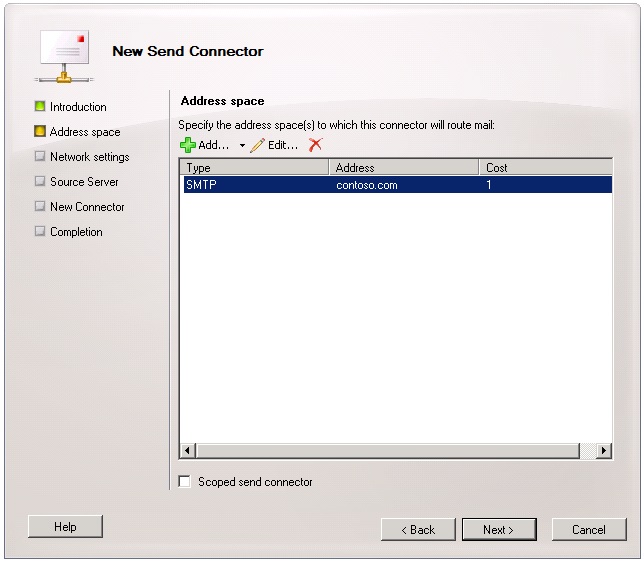 New Send Connector
Introduction
Address space
Network settings
Source Server
New Connector
Completion
Address space
Specify the address space(s) to which this connector will route mail:
Add... Edit...
Type Address Cost
SMTP contoso.com 1
Scoped send connector
Help < Back Next > Cancel